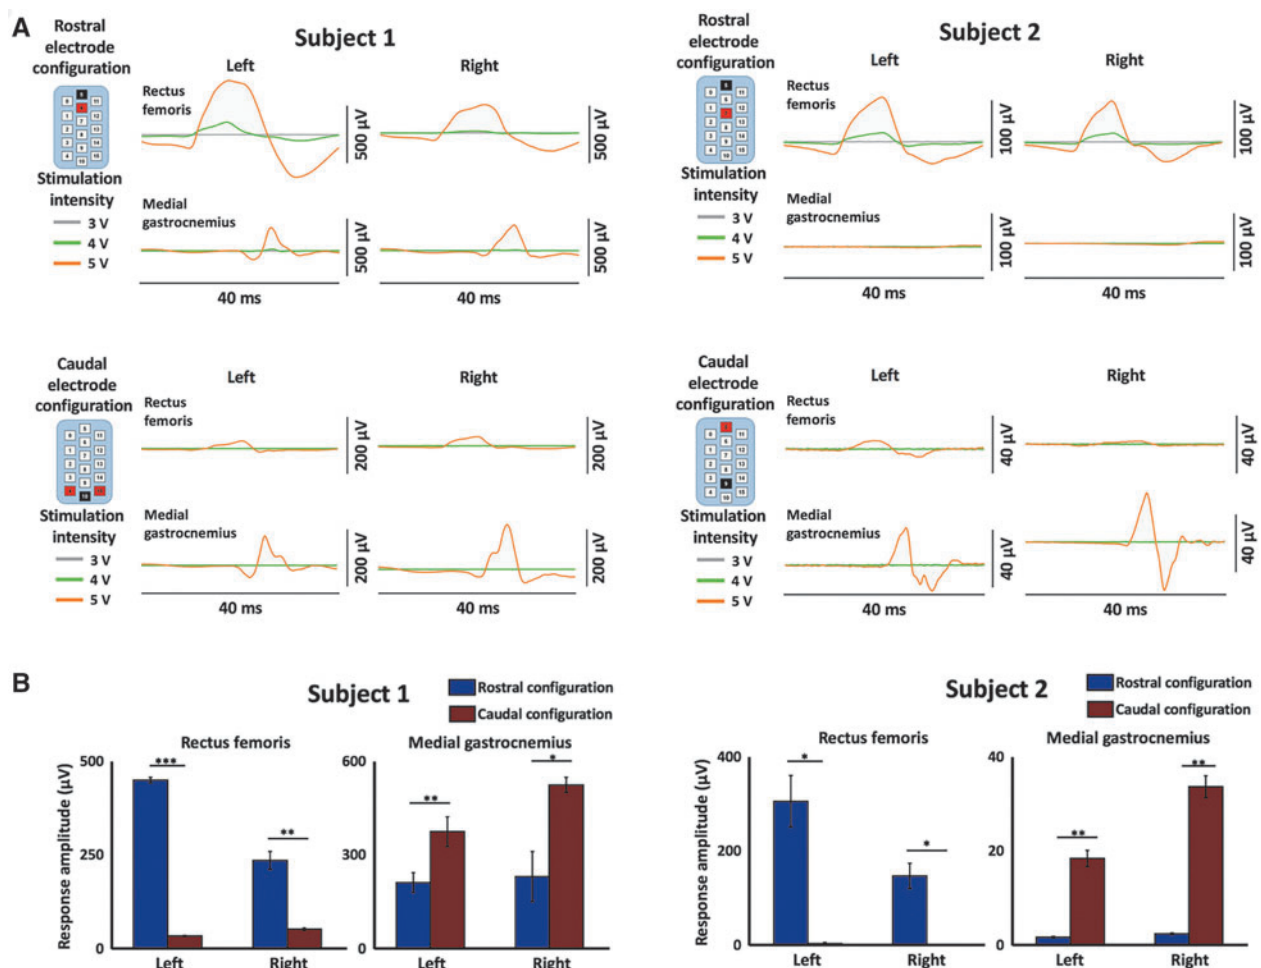 A
Rostral
electrode
configuration
Subject 1
Left
Right
Rectus
femoris
500 µV
500 µV
Stimulation
intensity
3 V
4 V
5 V
Medial
gastrocnemius
500 µV
500 µV
40 ms
40 ms
Rostral
electrode
configuration
Subject 2
Left
Right
Rectus
femoris
100 µV
100 µV
Stimulation
intensity
3 V
4 V
5 V
Medial
gastrocnemius
100 µV
100 µV
40 ms
40 ms
Caudal
electrode
configuration
Left
Right
Rectus
femoris
200 µV
200 µV
Stimulation
intensity
3 V
4 V
5 V
Medial
gastrocnemius
200 µV
200 µV
40 ms
40 ms
Caudal
electrode
configuration
Left
Right
Rectus
femoris
40 µV
40 µV
Stimulation
intensity
3 V
4 V
5 V
Medial
gastrocnemius
40 µV
40 µV
40 ms
40 ms
B
Subject 1
Rostral configuration
Caudal configuration
Rectus femoris
Medial gastrocnemius
Response amplitude (µV)
500
250
0
***
**
Left
Right
600
300
0
**
*
Left
Right
Subject 2
Rostral configuration
Caudal configuration
Rectus femoris
Medial gastrocnemius
Response amplitude (µV)
400
200
0
*
*
Left
Right
40
20
0
**
**
Left
Right